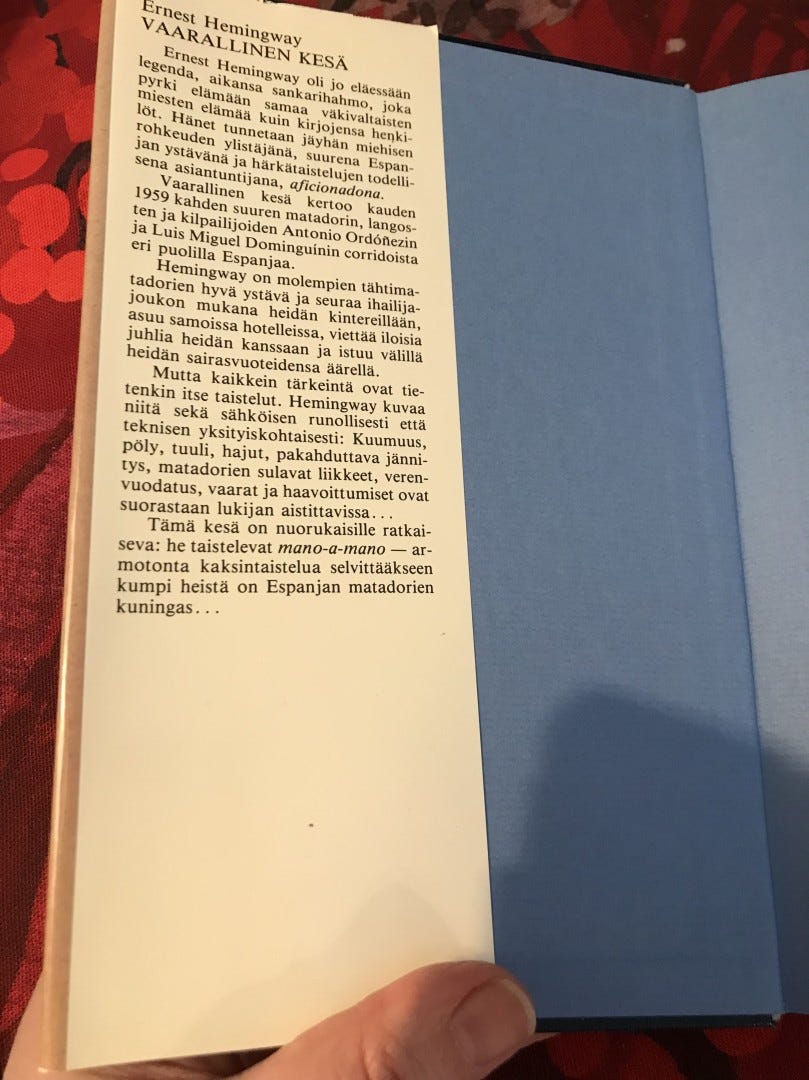 Ernest Hemingway
VAARALLINEN KESÄ
Ernest Hemingway oli jo eläessään
legenda, aikansa sankarihahmo, joka
pyrki elämään samaa väkivaltaisten
miesten elämää kuin kirjojensa henki-
löt. Hänet tunnetaan jäyhän miehisen
rohkeuden ylistäjänä, suurena Espan-
jan ystävänä ja härkätaistelujen todelli-
sena asiantuntijana, aficionadona.
Vaarallinen kesä kertoo kauden
1959 kahden suuren matadorin, langos-
ten ja kilpailijoiden Antonio Ordóñezin
ja Luis Miguel Dominguínin corridoista
eri puolilla Espanjaa.
Hemingway on molempien tähtima-
tadorien hyvä ystävä ja seuraa ihailija-
joukon mukana heidän kintereillään,
asuu samoissa hotelleissa, viettää iloisia
juhlia heidän kanssaan ja istuu välillä
heidän sairasvuoteidensa äärellä.
Mutta kaikkein tärkeintä ovat tie-
tenkin itse taistelut. Hemingway kuvaa
niitä sekä sähköisen runollisesti että
teknisen yksityiskohtaisesti: Kuumuus,
pöly, tuuli, hajut, pakahduttava jänni-
tys, matadorien sulavat liikkeet, veren-
vuodatus, vaarat ja haavoittumiset ovat
suorastaan lukijan aistittavissa...
Tämä kesä on nuorukaisille ratkai-
seva: he taistelevat mano-a-mano — ar-
motonta kaksintaistelua selvittääkseen
kumpi heistä on Espanjan matadorien
kuningas...